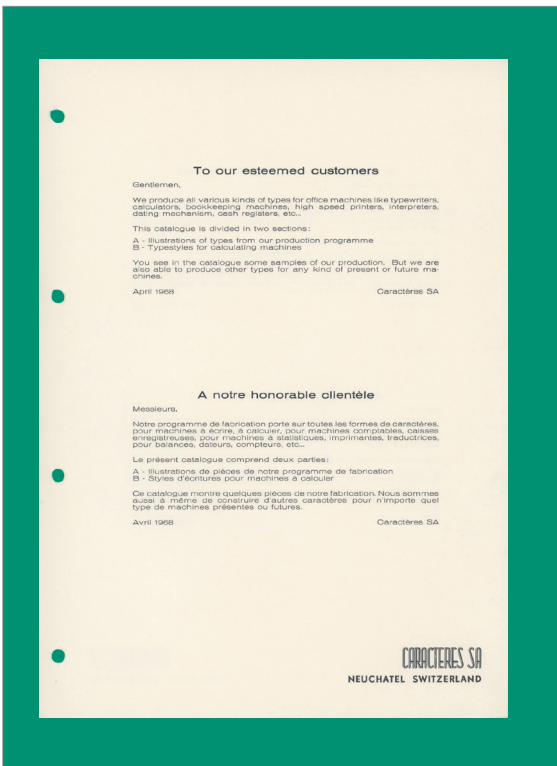 To our esteemed customers
Gentlemen,
We produce all various kinds of types for office machines like typewriters,
calculators, bookkeeping machines, high speed printers, interpreters,
dating mechanism, cash registers, etc...
This catalogue is divided in two sections:
A - Illustrations of types from our production programme
B - Typestyles for calculating machines
You see in the catalogue some samples of our production. But we are
also able to produce other types for any kind of present or future ma-
chines.
April 1968 Caractères SA
A notre honorable clientèle
Messieurs,
Notre programme de fabrication porte sur toutes les formes de caractères,
pour machines à écrire, à calculer, pour machines comptables, caisses
enregistreuses, pour machines à statistiques, imprimantes, traductrices,
pour balances, dateurs, compteurs, etc...
Le présent catalogue comprend deux parties:
A - Illustrations de pièces de notre programme de fabrication
B - Styles d'écritures pour machines à calculer
Ce catalogue montre quelques pièces de notre fabrication. Nous sommes
aussi à même de construire d'autres caractères pour n'importe quel
type de machines présentes ou futures.
Avril 1968 Caractères SA
CARACTERES SA
NEUCHATEL SWITZERLAND